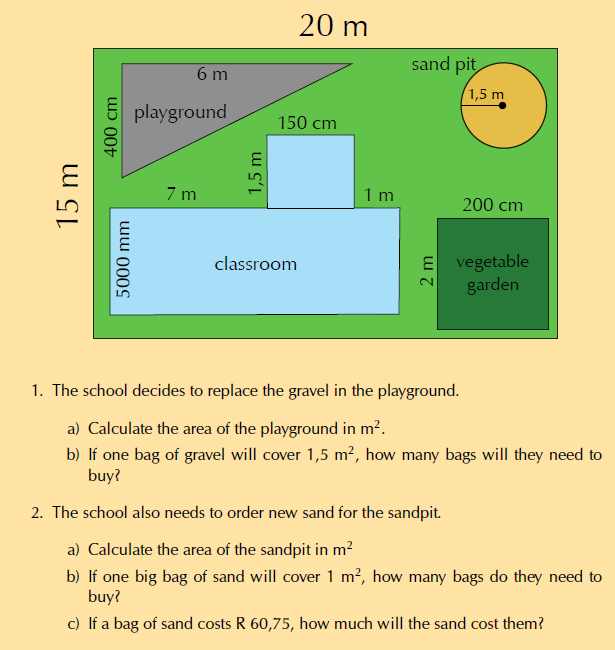 20 m
sand pit
6 m
1,5 m
400 cm
playground
150 cm
15 m
1,5 m
7 m
1 m
200 cm
5000 mm
classroom
2 m
vegetable
garden
1. The school decides to replace the gravel in the playground.
a) Calculate the area of the playground in m².
b) If one bag of gravel will cover 1,5 m², how many bags will they need to
buy?
2. The school also needs to order new sand for the sandpit.
a) Calculate the area of the sandpit in m²
b) If one big bag of sand will cover 1 m², how many bags do they need to
buy?
c) If a bag of sand costs R 60,75, how much will the sand cost them?